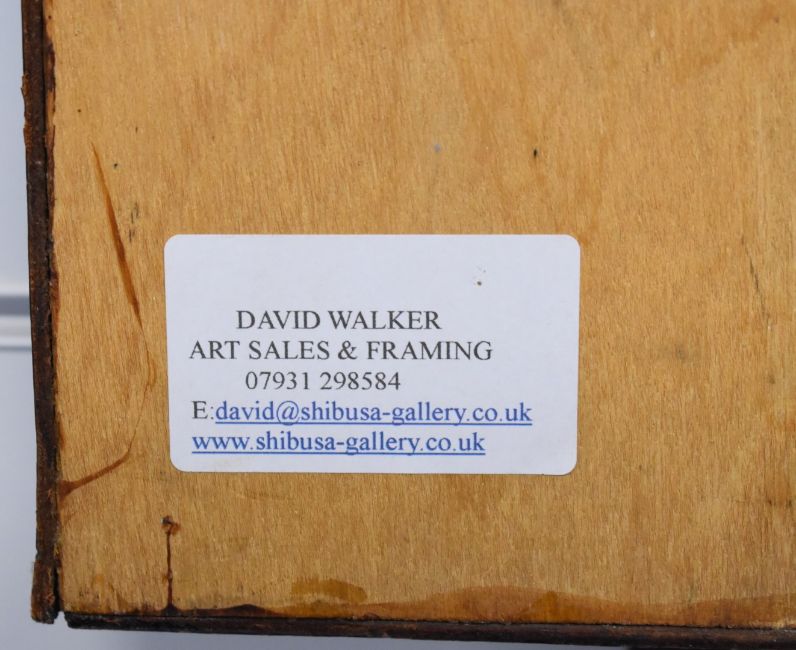 DAVID WALKER
ART SALES & FRAMING
07931 298584
E:david@shibusa-gallery.co.uk
www.shibusa-gallery.co.uk